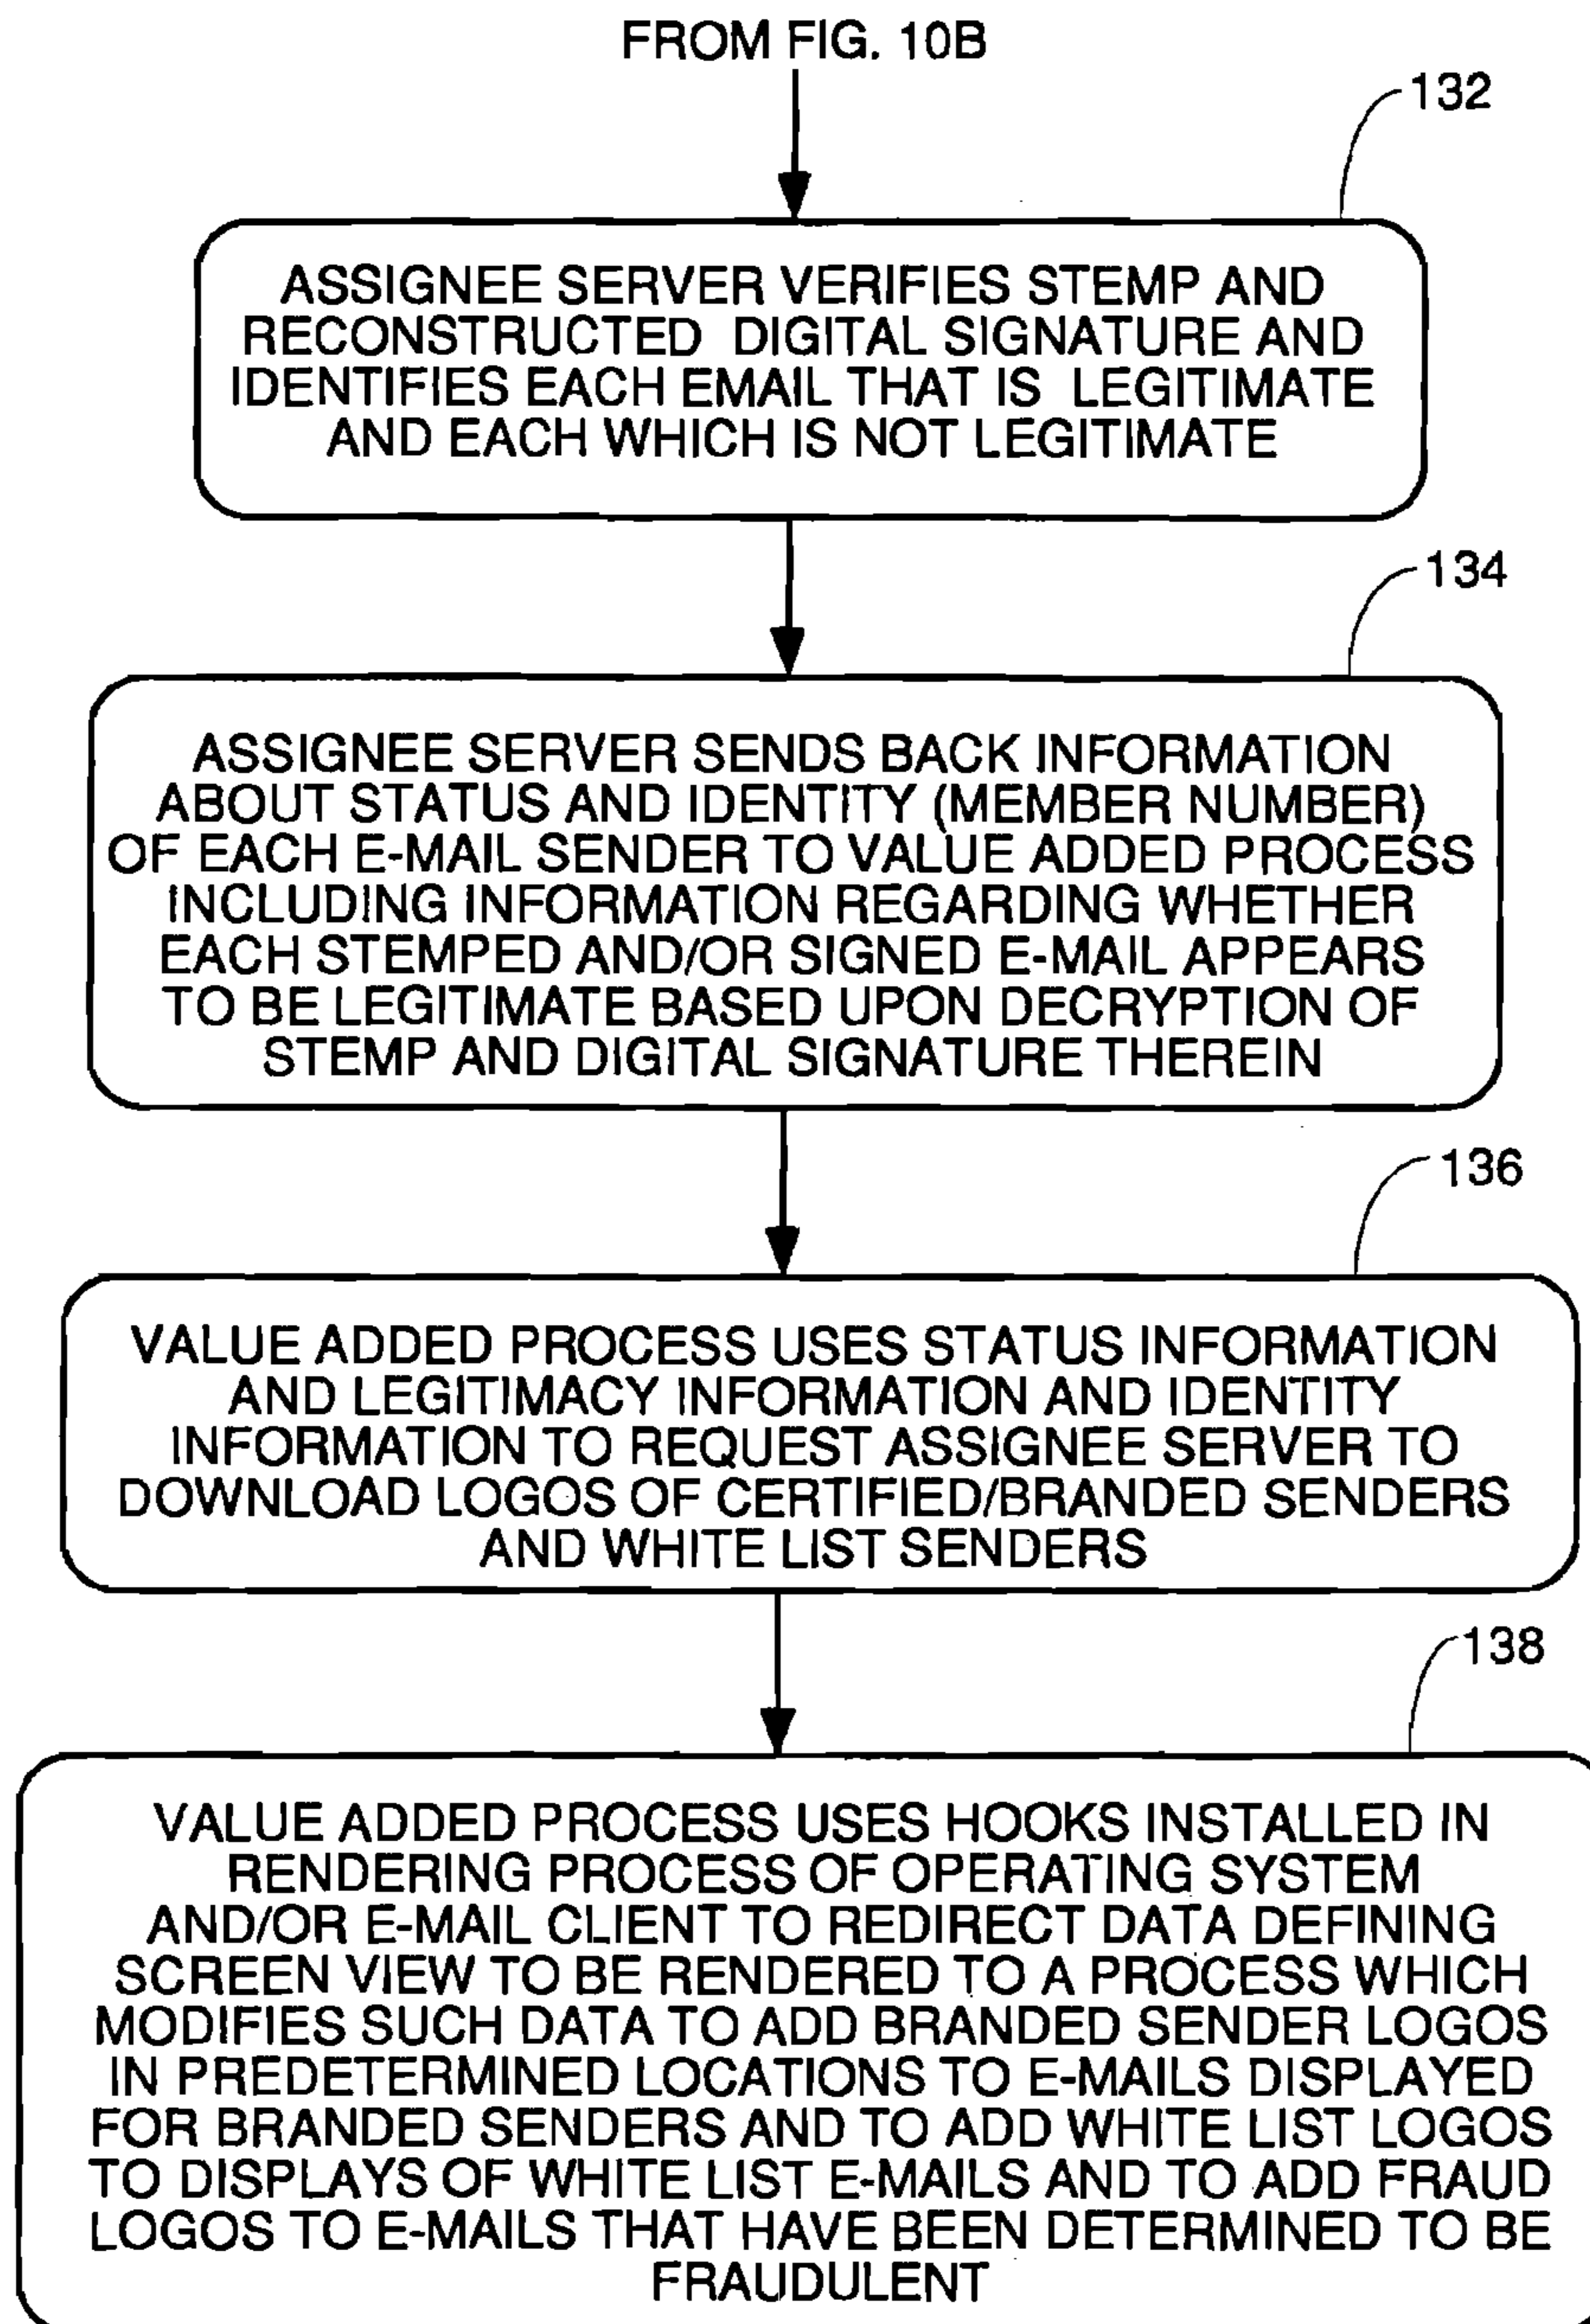 FROM FIG. 10B
132
ASSIGNEE SERVER VERIFIES STEMP AND
RECONSTRUCTED DIGITAL SIGNATURE AND
IDENTIFIES EACH EMAIL THAT IS LEGITIMATE
AND EACH WHICH IS NOT LEGITIMATE
134
ASSIGNEE SERVER SENDS BACK INFORMATION
ABOUT STATUS AND IDENTITY (MEMBER NUMBER)
OF EACH E-MAIL SENDER TO VALUE ADDED PROCESS
INCLUDING INFORMATION REGARDING WHETHER
EACH STEMPED AND/OR SIGNED E-MAIL APPEARS
TO BE LEGITIMATE BASED UPON DECRYPTION OF
STEMP AND DIGITAL SIGNATURE THEREIN
136
VALUE ADDED PROCESS USES STATUS INFORMATION
AND LEGITIMACY INFORMATION AND IDENTITY
INFORMATION TO REQUEST ASSIGNEE SERVER TO
DOWNLOAD LOGOS OF CERTIFIED/BRANDED SENDERS
AND WHITE LIST SENDERS
138
VALUE ADDED PROCESS USES HOOKS INSTALLED IN
RENDERING PROCESS OF OPERATING SYSTEM
AND/OR E-MAIL CLIENT TO REDIRECT DATA DEFINING
SCREEN VIEW TO BE RENDERED TO A PROCESS WHICH
MODIFIES SUCH DATA TO ADD BRANDED SENDER LOGOS
IN PREDETERMINED LOCATIONS TO E-MAILS DISPLAYED
FOR BRANDED SENDERS AND TO ADD WHITE LIST LOGOS
TO DISPLAYS OF WHITE LIST E-MAILS AND TO ADD FRAUD
LOGOS TO E-MAILS THAT HAVE BEEN DETERMINED TO BE
FRAUDULENT